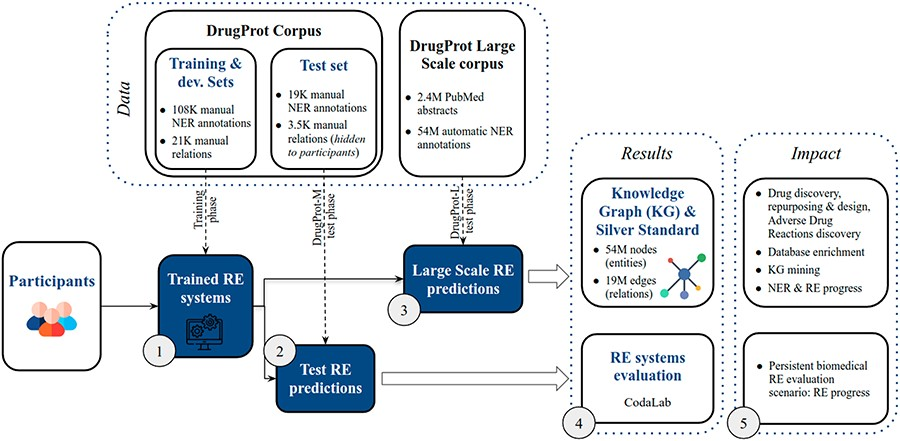 Data
DrugProt Corpus
Training &
dev. Sets
● 108K manual
NER annotations
● 21K manual
relations
Test set
● 19K manual
NER annotations
● 3.5K manual
relations (hidden
to participants)
DrugProt Large
Scale corpus
● 2.4M PubMed
abstracts
● 54M automatic NER
annotations
Training
phase
DrugProt-M
test phase
DrugProt-L
test phase
Participants
Trained RE
systems
1
Test RE
predictions
2
Large Scale RE
predictions
3
Results
Knowledge
Graph (KG) &
Silver Standard
● 54M nodes
(entities)
● 19M edges
(relations)
RE systems
evaluation
CodaLab
4
Impact
● Drug discovery,
repurposing & design,
Adverse Drug
Reactions discovery
● Database enrichment
● KG mining
● NER & RE progress
● Persistent biomedical
RE evaluation
scenario: RE progress
5